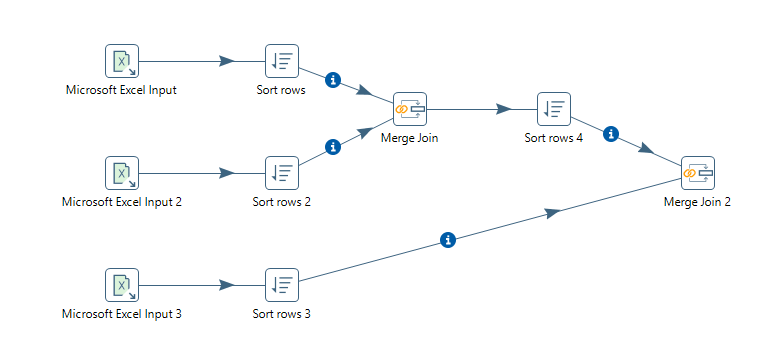 Microsoft Excel Input
Sort rows
Merge Join
Sort rows 4
Microsoft Excel Input 2
Sort rows 2
Merge Join 2
Microsoft Excel Input 3
Sort rows 3